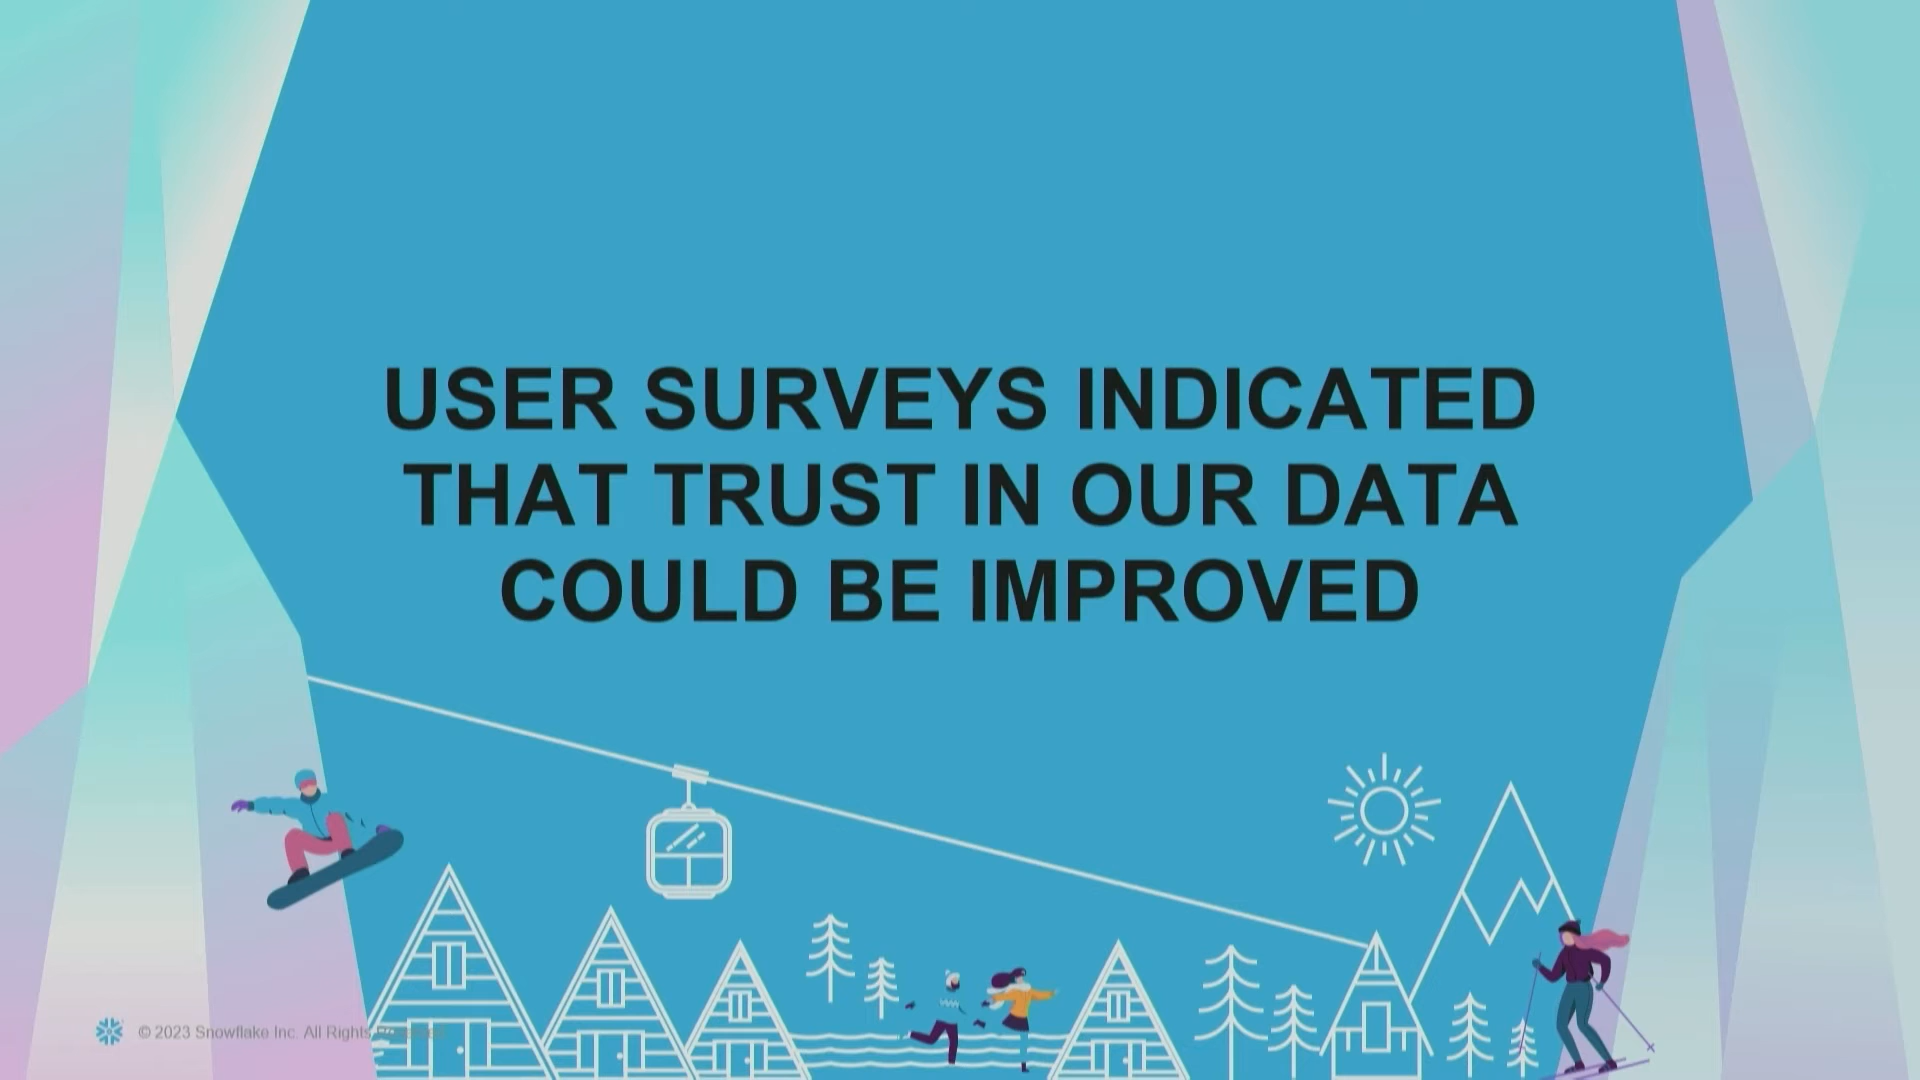 USER SURVEYS INDICATED
THAT TRUST IN OUR DATA
COULD BE IMPROVED
© 2023 Snowflake Inc. All Rights